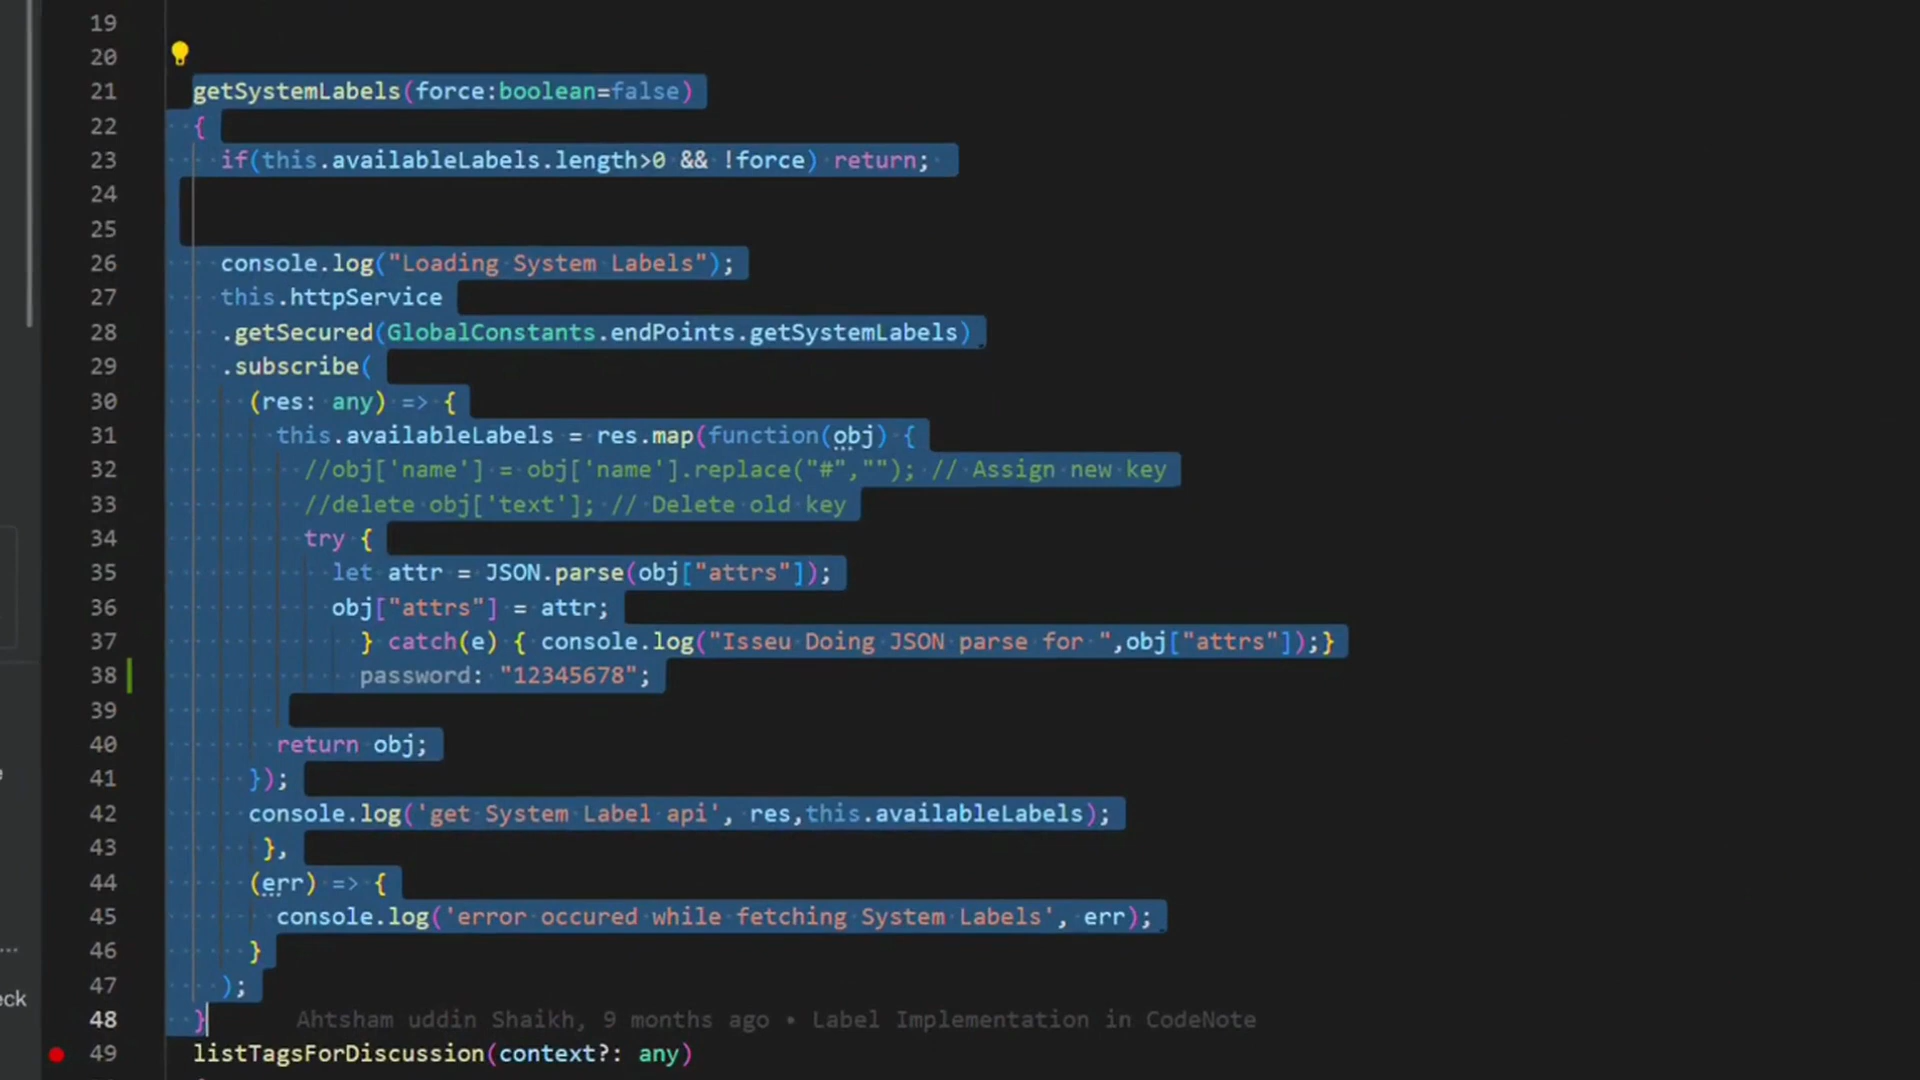 19
20
21 getSystemLabels(force:boolean=false)
22 {
23 if(this.availableLabels.length>0 && !force) return;
24
25
26 console.log("Loading System Labels");
27 this.httpService
28 .getSecured(GlobalConstants.endPoints.getSystemLabels)
29 .subscribe(
30 (res: any) => {
31 this.availableLabels = res.map(function(obj) {
32 //obj['name'] = obj['name'].replace("#",""); // Assign new key
33 //delete obj['text']; // Delete old key
34 try {
35 let attr = JSON.parse(obj["attrs"]);
36 obj["attrs"] = attr;
37 } catch(e) { console.log("Isseu Doing JSON parse for ",obj["attrs"]);}
38 password: "12345678";
39
40 return obj;
41 });
42 console.log('get System Label api', res,this.availableLabels);
43 },
44 (err) => {
45 console.log('error occured while fetching System Labels', err);
46 }
eck 47 );
48 } Ahtsham uddin Shaikh, 9 months ago • Label Implementation in CodeNote
49 listTagsForDiscussion(context?: any)